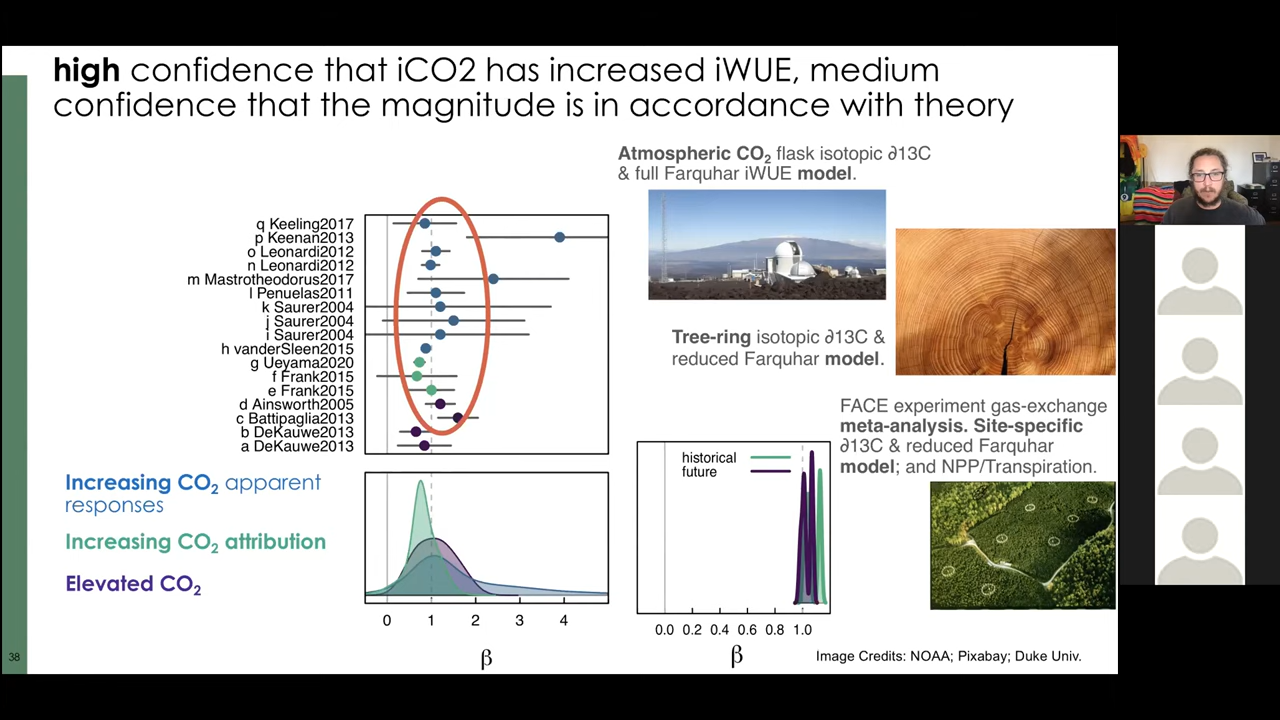 high confidence that iCO2 has increased iWUE, medium
confidence that the magnitude is in accordance with theory
Atmospheric CO2 flask isotopic ∂13C
& full Farquhar iWUE model.
q Keeling2017
p Keenan2013
o Leonardi2012
n Leonardi2012
m Mastrotheodorus2017
l Penuelas2011
k Saurer2004
j Saurer2004
i Saurer2004
h vanderSleen2015
g Ueyama2020
f Frank2015
e Frank2015
d Ainsworth2005
c Battipaglia2013
b DeKauwe2013
a DeKauwe2013
Tree-ring isotopic ∂13C &
reduced Farquhar model.
FACE experiment gas-exchange
meta-analysis. Site-specific
∂13C & reduced Farquhar
model; and NPP/Transpiration.
Increasing CO2 apparent
responses
Increasing CO2 attribution
Elevated CO2
0 1 2 3 4
β
historical
future
0.0 0.2 0.4 0.6 0.8 1.0
β
Image Credits: NOAA; Pixabay; Duke Univ.
38